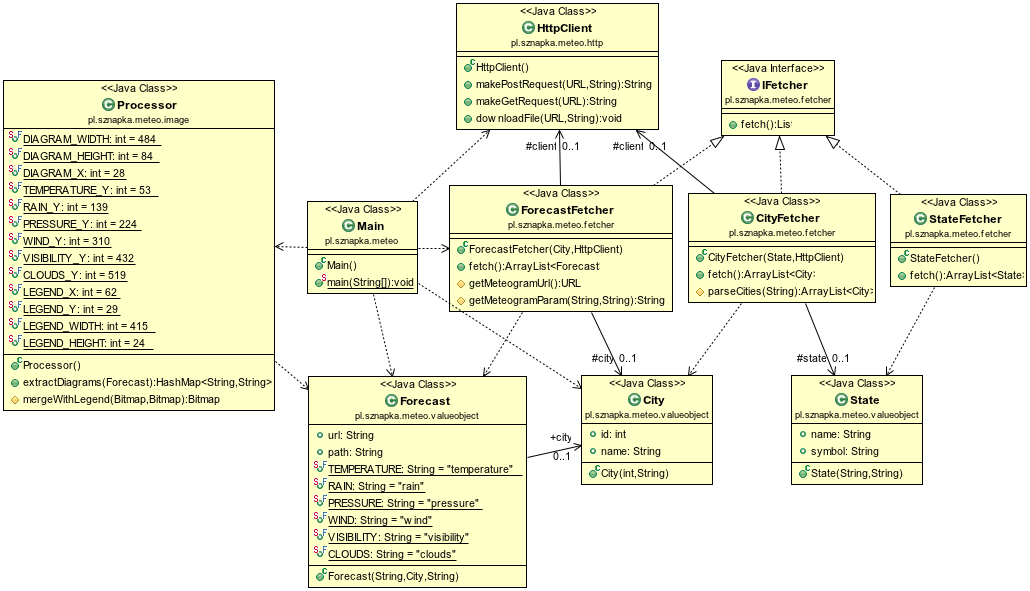 <<Java Class>>
HttpClient
pl.sznapka.meteo.http
HttpClient()
makePostRequest(URL,String):String
makeGetRequest(URL):String
downloadFile(URL,String):void
<<Java Interface>>
IFetcher
pl.sznapka.meteo.fetcher
fetch():List
<<Java Class>>
Processor
pl.sznapka.meteo.image
DIAGRAM_WIDTH: int = 484
DIAGRAM_HEIGHT: int = 84
DIAGRAM_X: int = 28
TEMPERATURE_Y: int = 53
RAIN_Y: int = 139
PRESSURE_Y: int = 224
WIND_Y: int = 310
VISIBILITY_Y: int = 432
CLOUDS_Y: int = 519
LEGEND_X: int = 62
LEGEND_Y: int = 29
LEGEND_WIDTH: int = 415
LEGEND_HEIGHT: int = 24
Processor()
extractDiagrams(Forecast):HashMap<String,String>
mergeWithLegend(Bitmap,Bitmap):Bitmap
#client 0..1
#client 0..1
<<Java Class>>
Main
pl.sznapka.meteo
Main()
main(String[]):void
<<Java Class>>
ForecastFetcher
pl.sznapka.meteo.fetcher
ForecastFetcher(City,HttpClient)
fetch():ArrayList<Forecast
getMeteogramUrl():URL
getMeteogramParam(String,String):String
<<Java Class>>
CityFetcher
pl.sznapka.meteo.fetcher
CityFetcher(State,HttpClient)
fetch():ArrayList<City>
parseCities(String):ArrayList<City>
<<Java Class>>
StateFetcher
pl.sznapka.meteo.fetcher
StateFetcher()
fetch():ArrayList<State>
#city 0..1
#state 0..1
<<Java Class>>
Forecast
pl.sznapka.meteo.valueobject
url: String
path: String
TEMPERATURE: String = "temperature"
RAIN: String = "rain"
PRESSURE: String = "pressure"
WIND: String = "wind"
VISIBILITY: String = "visibility"
CLOUDS: String = "clouds"
Forecast(String,City,String)
+city
0..1
<<Java Class>>
City
pl.sznapka.meteo.valueobject
id: int
name: String
City(int,String)
<<Java Class>>
State
pl.sznapka.meteo.valueobject
name: String
symbol: String
State(String,String)